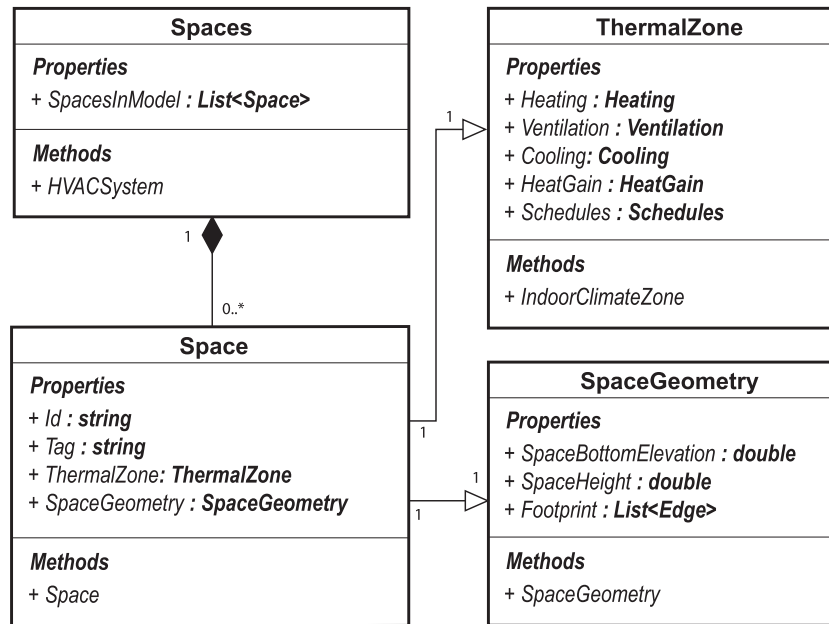 Spaces
Properties
+ SpacesInModel : List<Space>
Methods
+ HVACSystem
1
0..*
Space
Properties
+ Id : string
+ Tag : string
+ ThermalZone: ThermalZone
+ SpaceGeometry : SpaceGeometry
Methods
+ Space
1
1
ThermalZone
Properties
+ Heating : Heating
+ Ventilation : Ventilation
+ Cooling: Cooling
+ HeatGain : HeatGain
+ Schedules : Schedules
Methods
+ IndoorClimateZone
1
1
SpaceGeometry
Properties
+ SpaceBottomElevation : double
+ SpaceHeight : double
+ Footprint : List<Edge>
Methods
+ SpaceGeometry